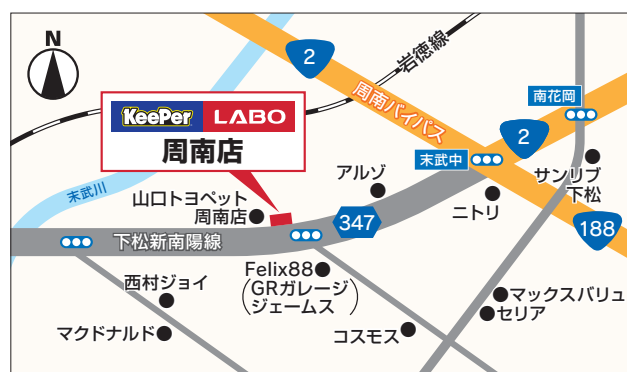 N
2
岩徳線
周南バイパス
南花岡
KeePer LABO
周南店
2
末武中
末武川
アルゾ
サンリブ
下松
山口トヨペット
周南店
ニトリ
347
188
下松新南陽線
西村ジョイ
Felix88
(GRガレージ
ジェームス)
マックスバリュ
セリア
マクドナルド
コスモス